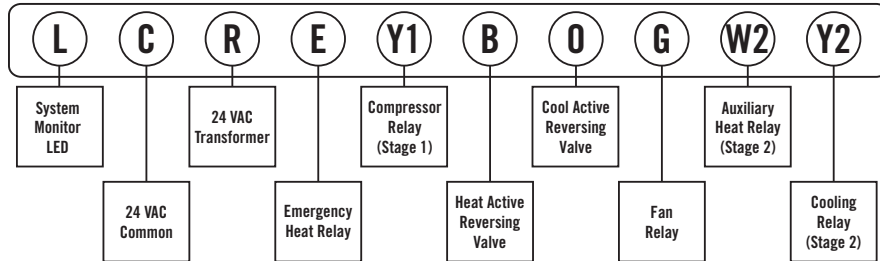 L C R E Y1 B O G W2 Y2
System
Monitor
LED
24 VAC
Transformer
Compressor
Relay
(Stage 1)
Cool Active
Reversing
Valve
Auxiliary
Heat Relay
(Stage 2)
24 VAC
Common
Emergency
Heat Relay
Heat Active
Reversing
Valve
Fan
Relay
Cooling
Relay
(Stage 2)